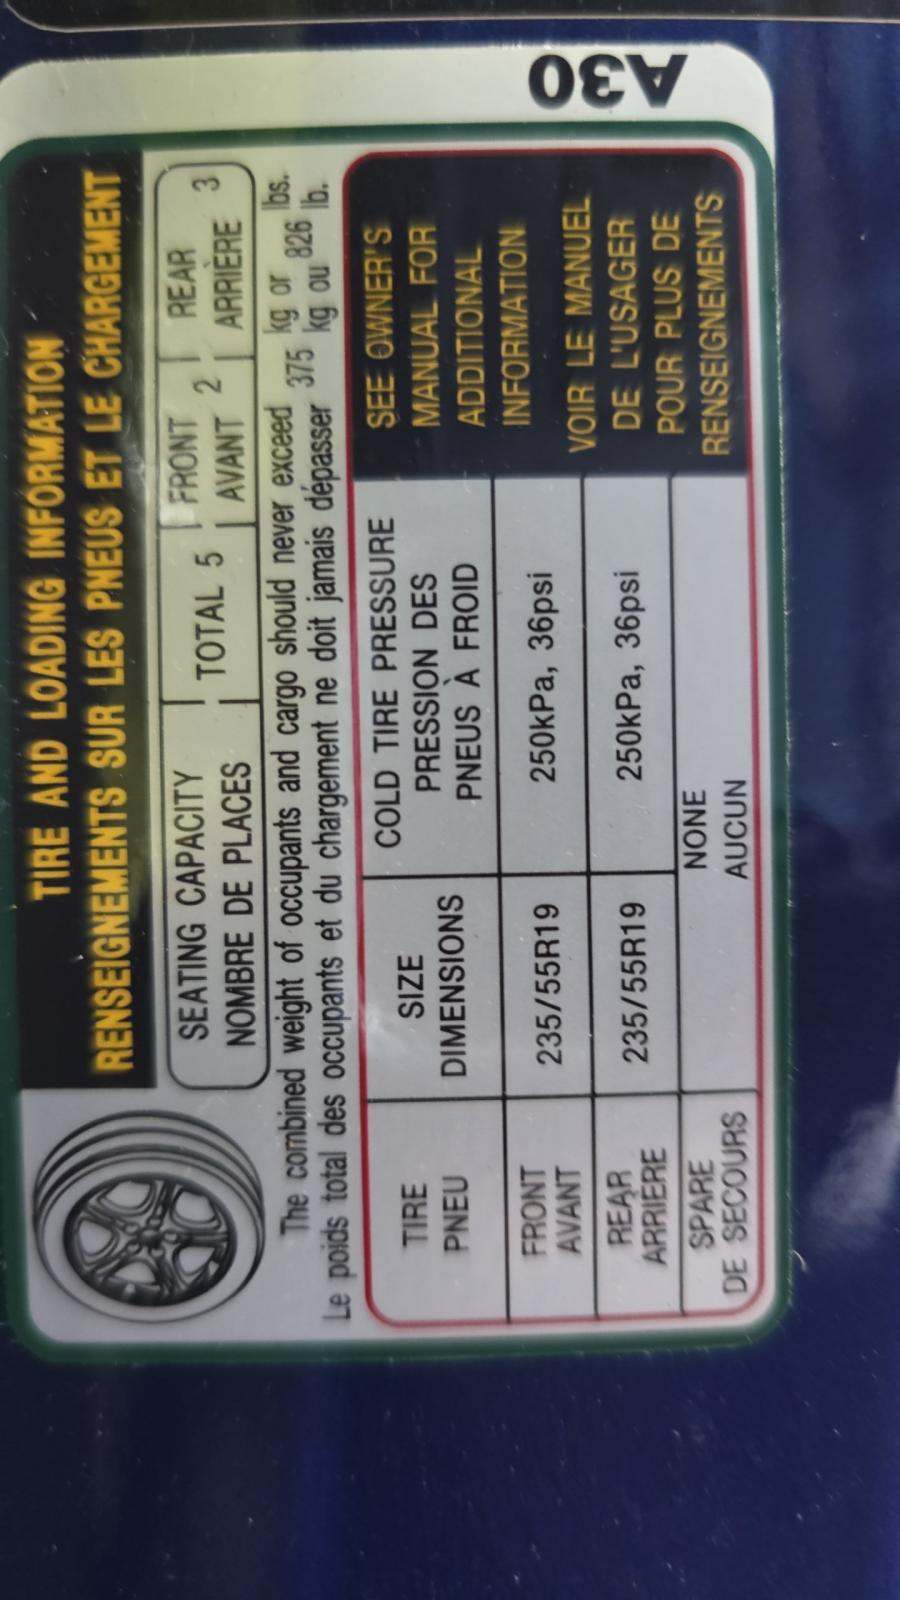 A30
TIRE AND LOADING INFORMATION
RENSEIGNEMENTS SUR LES PNEUS ET LE CHARGEMENT
SEATING CAPACITY
NOMBRE DE PLACES
TOTAL 5
FRONT
AVANT 2
REAR
ARRIÈRE 3
The combined weight of occupants and cargo should never exceed 375 kg or 826 lbs.
Le poids total des occupants et du chargement ne doit jamais dépasser 375 kg ou 826 lb.
TIRE
PNEU
SIZE
DIMENSIONS
COLD TIRE PRESSURE
PRESSION DES
PNEUS À FROID
FRONT
AVANT
235/55R19
250kPa, 36psi
REAR
ARRIERE
235/55R19
250kPa, 36psi
SPARE
DE SECOURS
NONE
AUCUN
SEE OWNER'S
MANUAL FOR
ADDITIONAL
INFORMATION
VOIR LE MANUEL
DE L'USAGER
POUR PLUS DE
RENSEIGNEMENTS